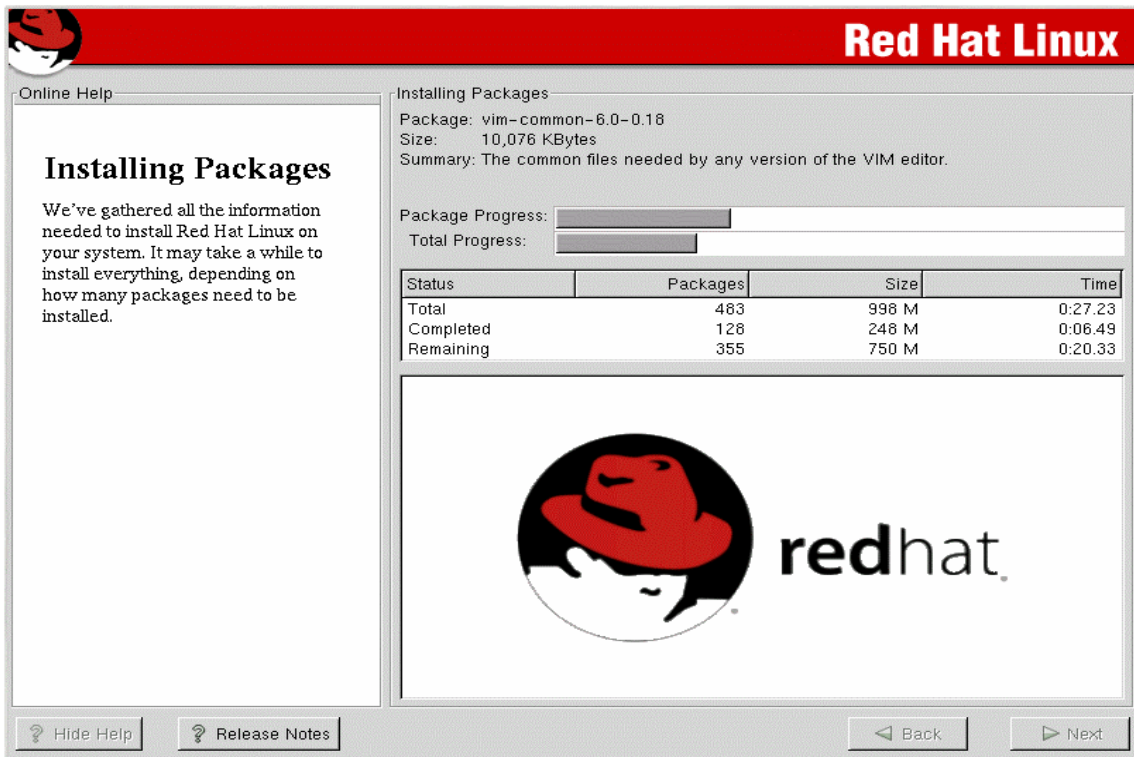 Red Hat Linux
Online Help
Installing Packages
We've gathered all the information
needed to install Red Hat Linux on
your system. It may take a while to
install everything, depending on
how many packages need to be
installed.
Installing Packages
Package: vim-common-6.0-0.18
Size: 10,076 KBytes
Summary: The common files needed by any version of the VIM editor.
Package Progress:
Total Progress:
Status Packages Size Time
Total 483 998 M 0:27.23
Completed 128 248 M 0:06.49
Remaining 355 750 M 0:20.33
redhat.
? Hide Help
? Release Notes
Back
Next